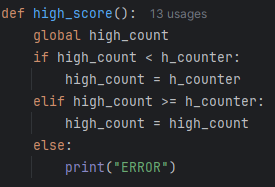 def high_score():  13 usages
    global high_count
    if high_count < h_counter:
        high_count = h_counter
    elif high_count >= h_counter:
        high_count = high_count
    else:
        print("ERROR")